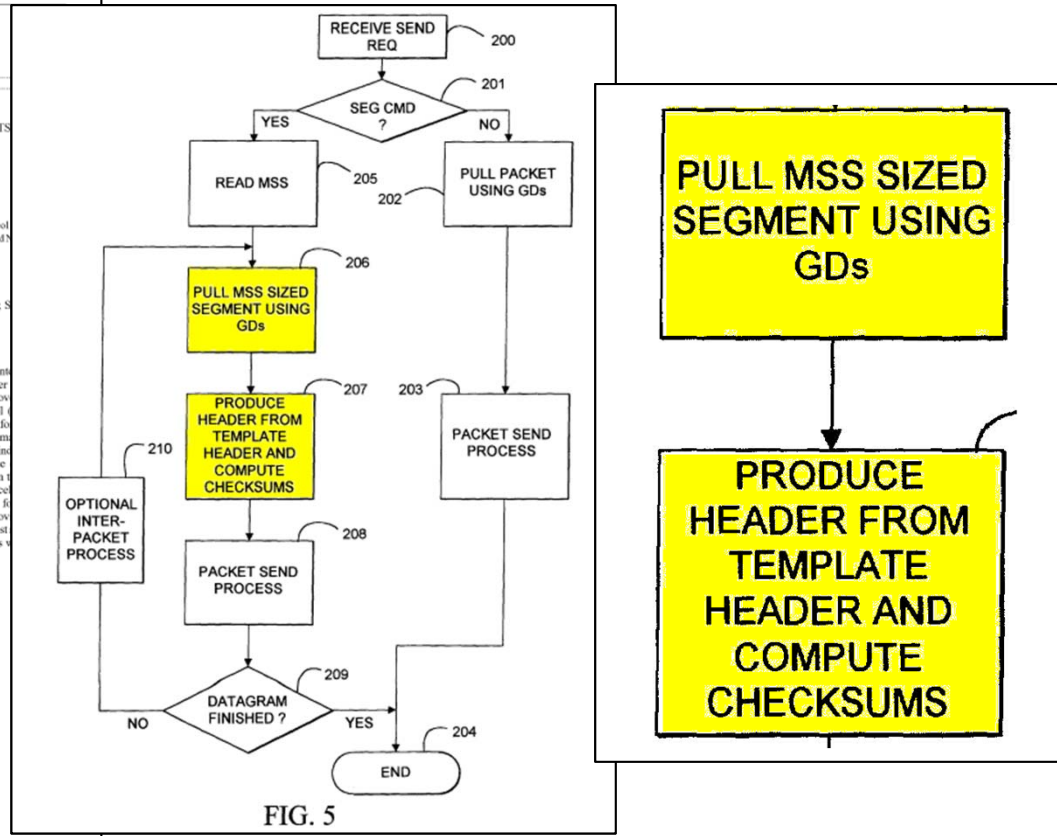 RECEIVE SEND
REQ
200
201
SEG CMD
?
YES
NO
READ MSS
205
PULL PACKET
USING GDs
202
206
PULL MSS SIZED
SEGMENT USING
GDs
207
PRODUCE
HEADER FROM
TEMPLATE
HEADER AND
COMPUTE
CHECKSUMS
203
PACKET SEND
PROCESS
210
OPTIONAL
INTER-
PACKET
PROCESS
208
PACKET SEND
PROCESS
209
DATAGRAM
FINISHED ?
NO
YES
204
END
FIG. 5
PULL MSS SIZED
SEGMENT USING
GDs
PRODUCE
HEADER FROM
TEMPLATE
HEADER AND
COMPUTE
CHECKSUMS